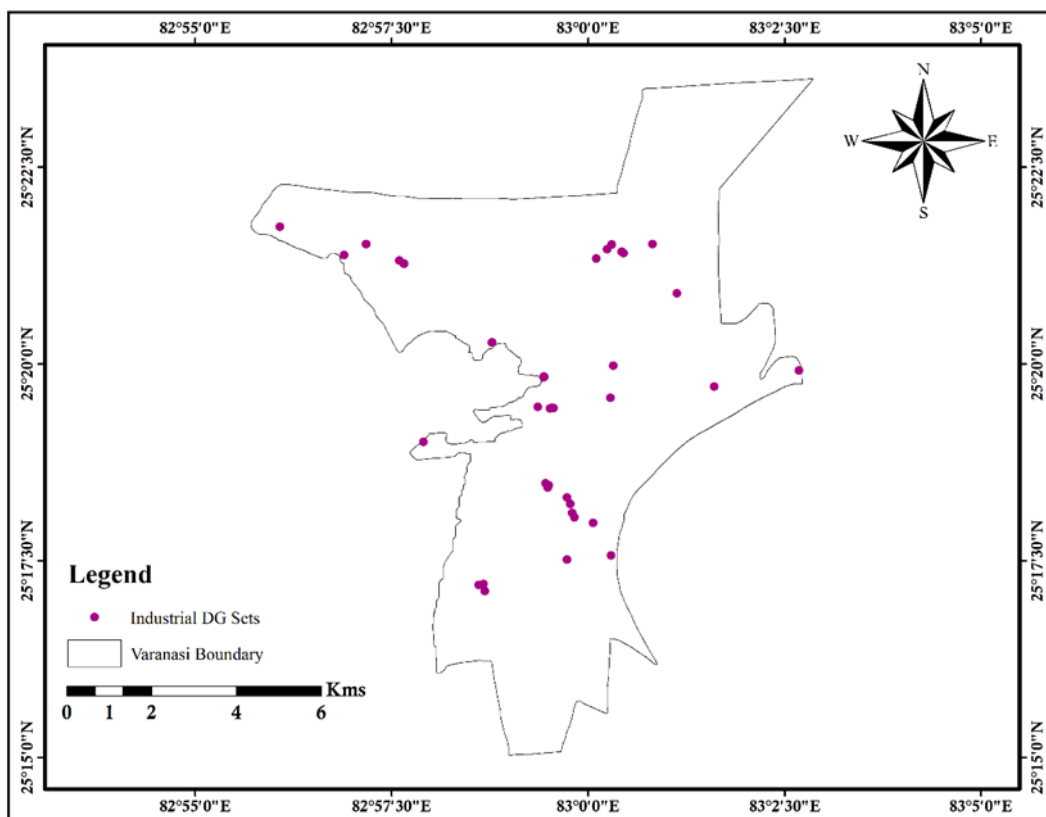 82°55'0"E 82°57'30"E 83°0'0"E 83°2'30"E 83°5'0"E
N
W E
S
25°22'30"N 25°22'30"N
25°20'0"N 25°20'0"N
25°17'30"N 25°17'30"N
25°15'0"N 25°15'0"N
Legend
Industrial DG Sets
Varanasi Boundary
Kms
0 1 2 4 6
82°55'0"E 82°57'30"E 83°0'0"E 83°2'30"E 83°5'0"E